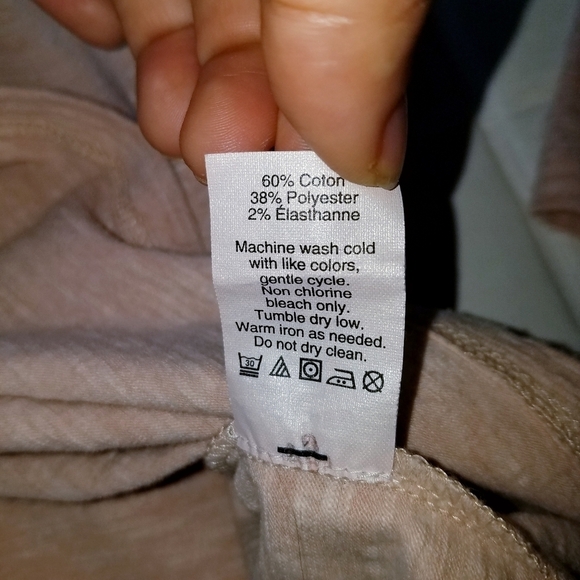 60% Coton
38% Polyester
2% Élasthanne
Machine wash cold
with like colors,
gentle cycle.
Non chlorine
bleach only.
Tumble dry low.
Warm iron as needed.
Do not dry clean.
30